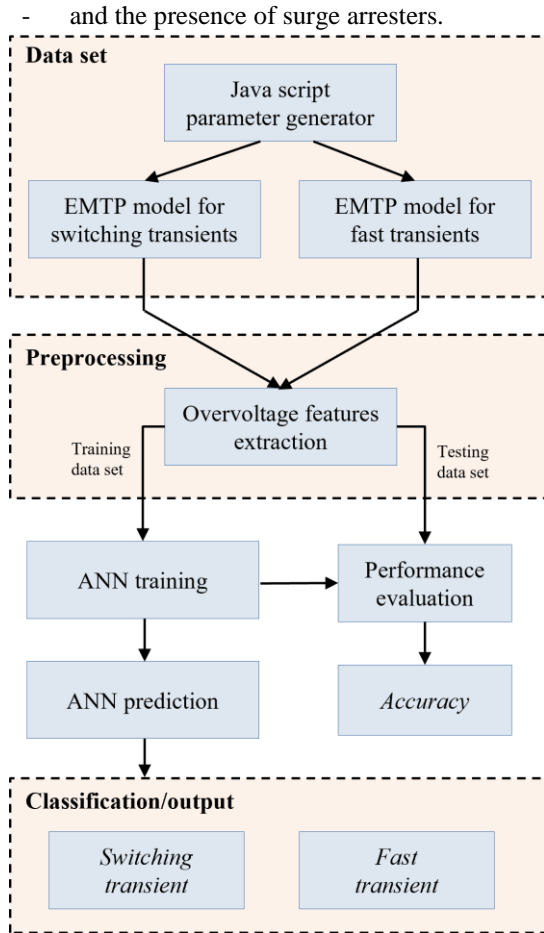 - and the presence of surge arresters.
Data set
Java script
parameter generator
EMTP model for
switching transients
EMTP model for
fast transients
Preprocessing
Overvoltage features
extraction
Training
data set
Testing
data set
ANN training
Performance
evaluation
ANN prediction
Accuracy
Classification/output
Switching
transient
Fast
transient